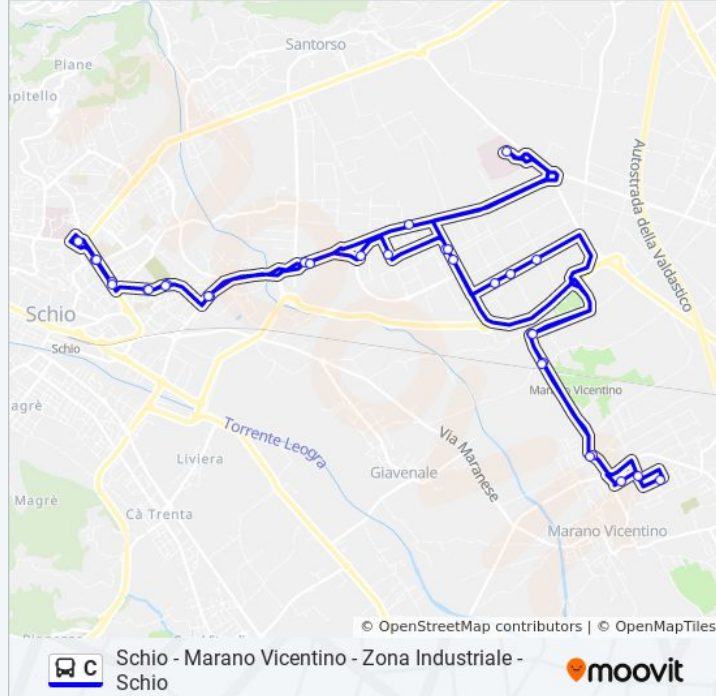 Santorso
Piane
apitello
Autostrada della Valdastico
Schio
Schio
Magrè
Marano Vicentino
Torrente Leogra
Via Maranese
Liviera
Giavenale
Magrè
Cà Trenta
Marano Vicentino
© OpenStreetMap contributors | © OpenMapTiles
C
Schio - Marano Vicentino - Zona Industriale -
Schio
moovit